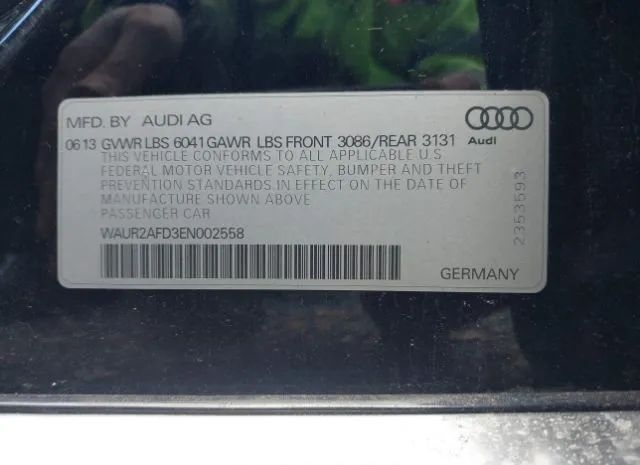 MFD. BY AUDI AG
06 13 GVWR LBS 6041 GAWR LBS FRONT 3086/REAR 3131 Audi
THIS VEHICLE CONFORMS TO ALL APPLICABLE U.S
FEDERAL MOTOR VEHICLE SAFETY, BUMPER AND THEFT
PREVENTION STANDARDS IN EFFECT ON THE DATE OF
MANUFACTURE SHOWN ABOVE
PASSENGER CAR
WAUR2AFD3EN002558
GERMANY
2353593